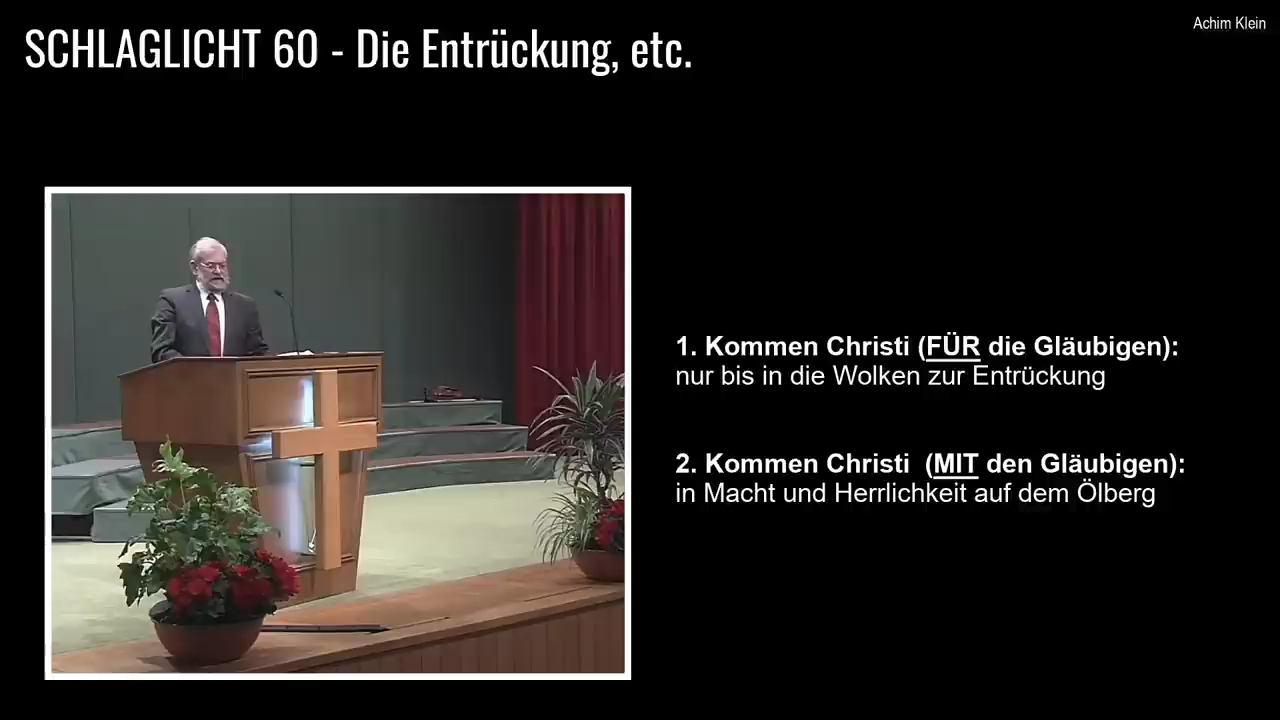 SCHLAGLICHT 60 - Die Entrückung, etc.
Achim Klein
1. Kommen Christi (FÜR die Gläubigen):
nur bis in die Wolken zur Entrückung
2. Kommen Christi (MIT den Gläubigen):
in Macht und Herrlichkeit auf dem Ölberg